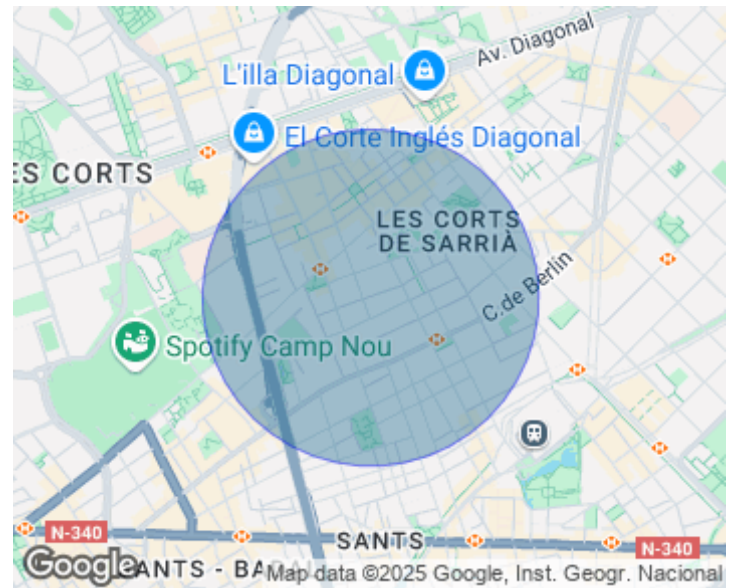 Av. Diagonal
L'illa Diagonal
El Corte Inglés Diagonal
ES CORTS
LES CORTS
DE SARRIÀ
C. de Berlín
Spotify Camp Nou
N-340
SANTS
N-340
Google
ANTS - BA
Map data ©2025 Google, Inst. Geogr. Nacional